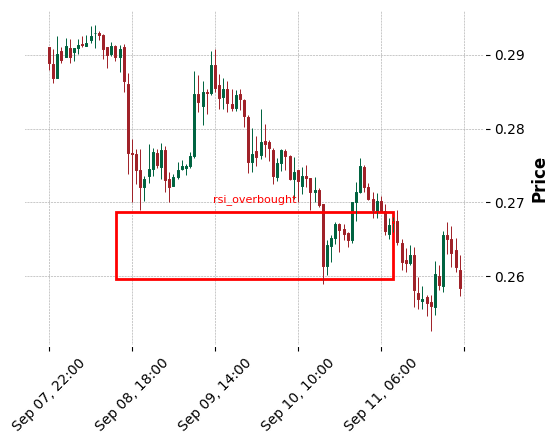 0.29
0.28
rsi_overbought
0.27
0.26
Price
Sep 07, 22:00
Sep 08, 18:00
Sep 09, 14:00
Sep 10, 10:00
Sep 11, 06:00